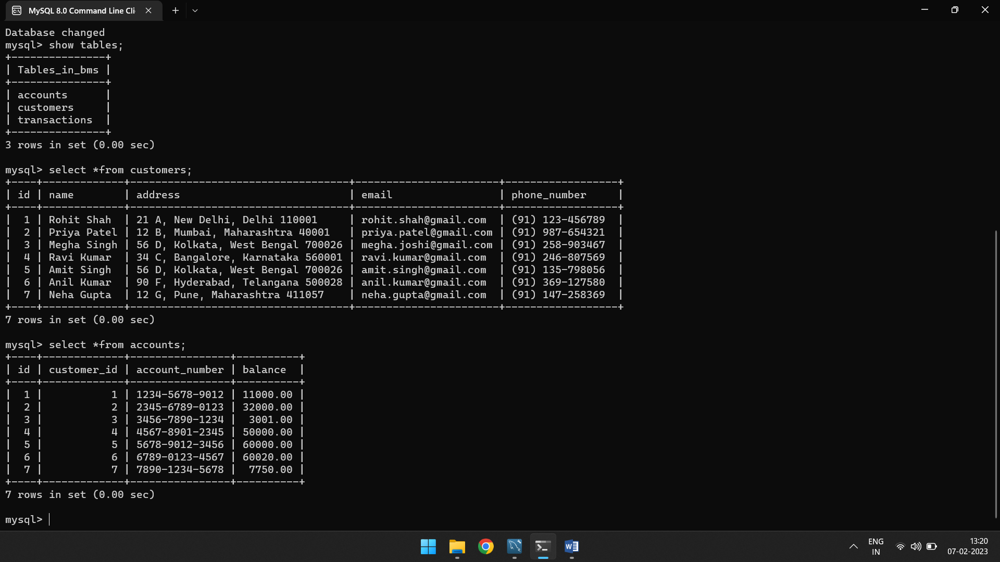 MySQL 8.0 Command Line Cli
Database changed
mysql> show tables;
+---------------+
| Tables_in_bms |
+---------------+
| accounts      |
| customers     |
| transactions  |
+---------------+
3 rows in set (0.00 sec)
mysql> select *from customers;
+----+-------------+-----------------------------------+-----------------------+------------------+
| id | name        | address                           | email                 | phone_number     |
+----+-------------+-----------------------------------+-----------------------+------------------+
|  1 | Rohit Shah  | 21 A, New Delhi, Delhi 110001     | rohit.shah@gmail.com  | (91) 123-456789  |
|  2 | Priya Patel | 12 B, Mumbai, Maharashtra 40001   | priya.patel@gmail.com | (91) 987-654321  |
|  3 | Megha Singh | 56 D, Kolkata, West Bengal 700026 | megha.joshi@gmail.com | (91) 258-903467  |
|  4 | Ravi Kumar  | 34 C, Bangalore, Karnataka 560001 | ravi.kumar@gmail.com  | (91) 246-807569  |
|  5 | Amit Singh  | 56 D, Kolkata, West Bengal 700026 | amit.singh@gmail.com  | (91) 135-798056  |
|  6 | Anil Kumar  | 90 F, Hyderabad, Telangana 500028 | anil.kumar@gmail.com  | (91) 369-127580  |
|  7 | Neha Gupta  | 12 G, Pune, Maharashtra 411057    | neha.gupta@gmail.com  | (91) 147-258369  |
+----+-------------+-----------------------------------+-----------------------+------------------+
7 rows in set (0.00 sec)
mysql> select *from accounts;
+----+-------------+----------------+----------+
| id | customer_id | account_number | balance  |
+----+-------------+----------------+----------+
|  1 |           1 | 1234-5678-9012 | 11000.00 |
|  2 |           2 | 2345-6789-0123 | 32000.00 |
|  3 |           3 | 3456-7890-1234 |  3001.00 |
|  4 |           4 | 4567-8901-2345 | 50000.00 |
|  5 |           5 | 5678-9012-3456 | 60000.00 |
|  6 |           6 | 6789-0123-4567 | 60020.00 |
|  7 |           7 | 7890-1234-5678 |  7750.00 |
+----+-------------+----------------+----------+
7 rows in set (0.00 sec)
mysql>
W
ENG
IN
13:20
07-02-2023